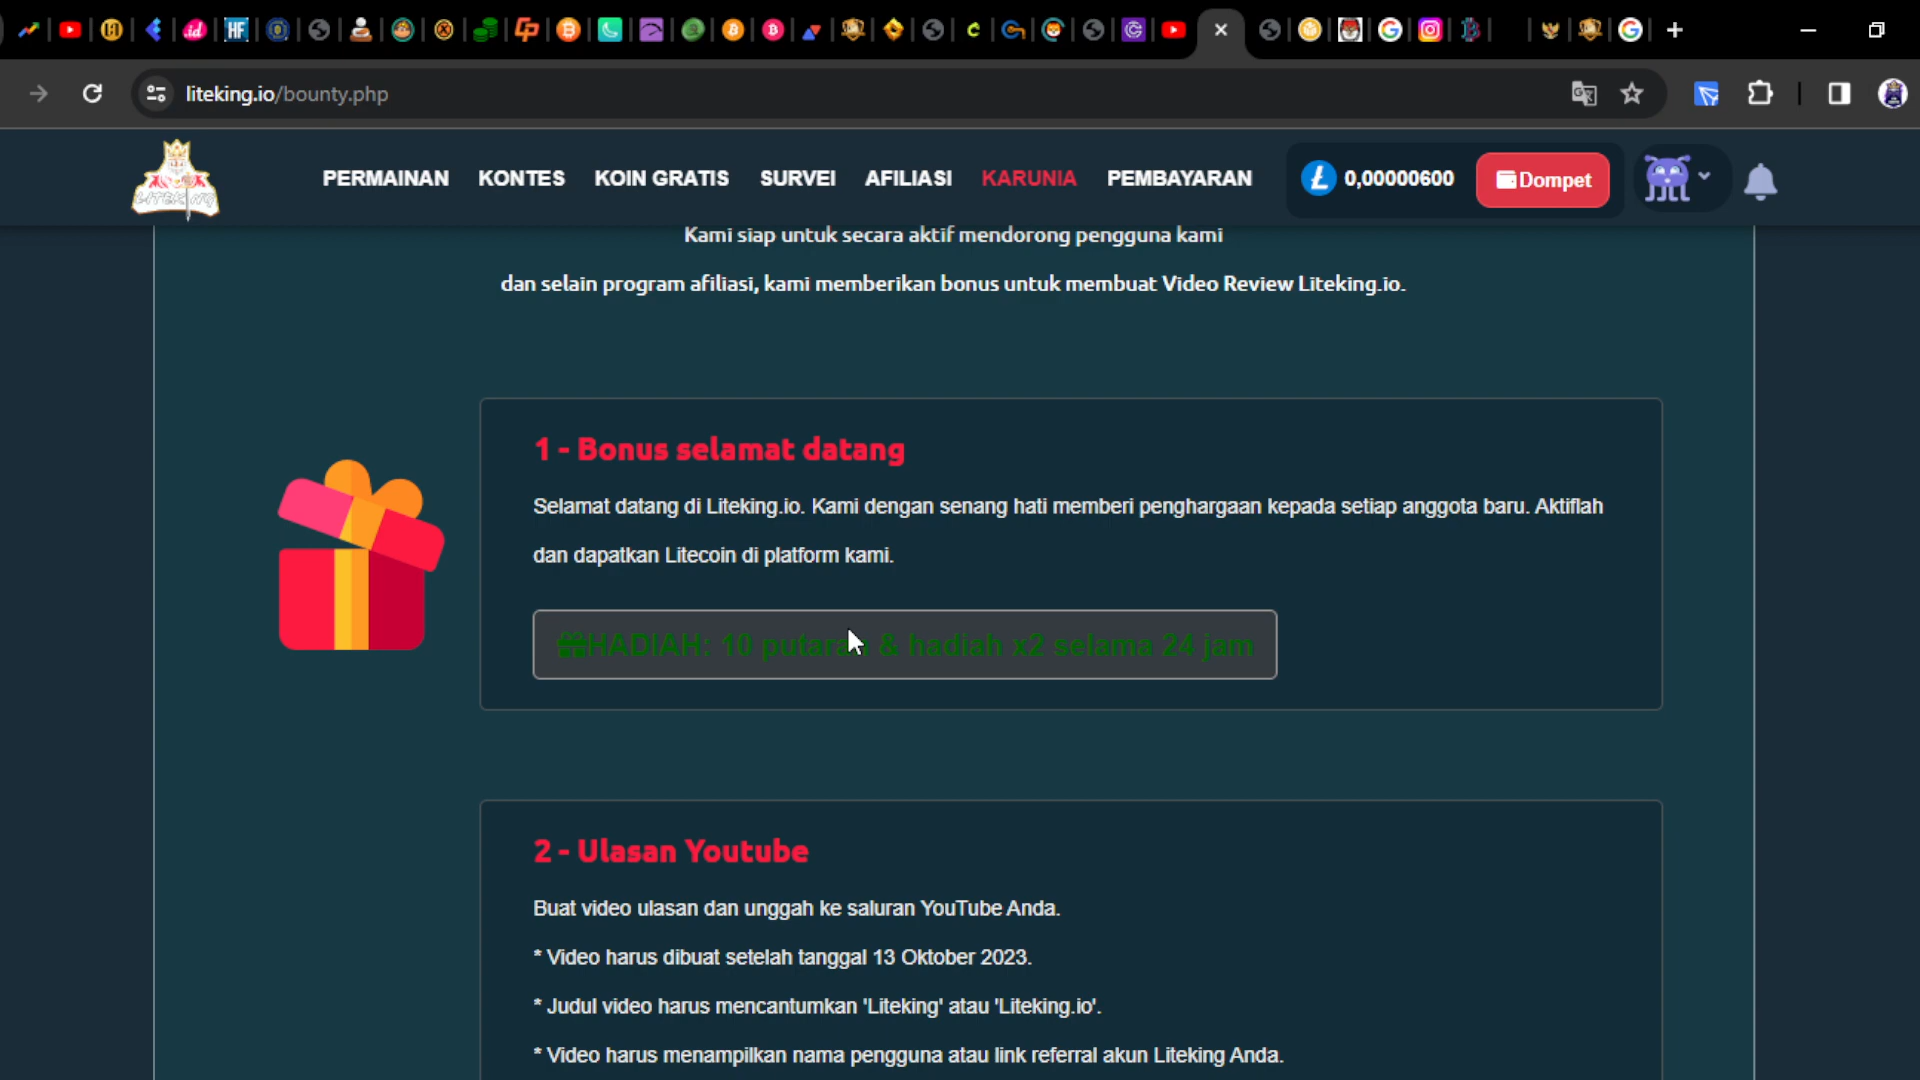 liteking.io/bounty.php
LITEKING
PERMAINAN KONTES KOIN GRATIS SURVEI AFILIASI KARUNIA PEMBAYARAN 0,00000600 Dompet
Kami siap untuk secara aktif mendorong pengguna kami
dan selain program afiliasi, kami memberikan bonus untuk membuat Video Review Liteking.io.
1 - Bonus selamat datang
Selamat datang di Liteking.io. Kami dengan senang hati memberi penghargaan kepada setiap anggota baru. Aktiflah
dan dapatkan Litecoin di platform kami.
HADIAH: 10 putaran & hadiah x2 selama 24 jam
2 - Ulasan Youtube
Buat video ulasan dan unggah ke saluran YouTube Anda.
* Video harus dibuat setelah tanggal 13 Oktober 2023.
* Judul video harus mencantumkan 'Liteking' atau 'Liteking.io'.
* Video harus menampilkan nama pengguna atau link referral akun Liteking Anda.